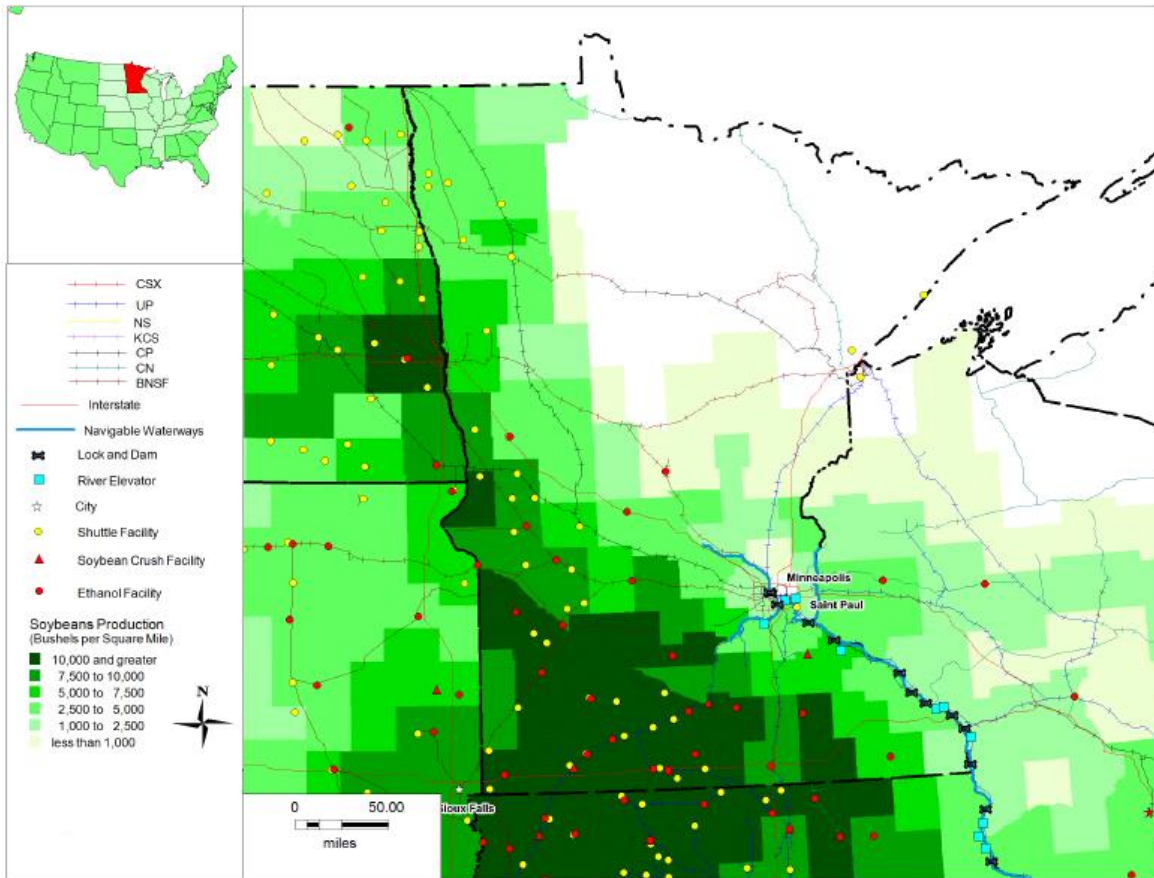 CSX
UP
NS
KCS
CP
CN
BNSF
Interstate
Navigable Waterways
Lock and Dam
River Elevator
City
Shuttle Facility
Soybean Crush Facility
Ethanol Facility
Soybeans Production
(Bushels per Square Mile)
10,000 and greater
7,500 to 10,000
5,000 to 7,500
2,500 to 5,000
1,000 to 2,500
less than 1,000
N
Minneapolis
Saint Paul
Sioux Falls
0 50.00
miles